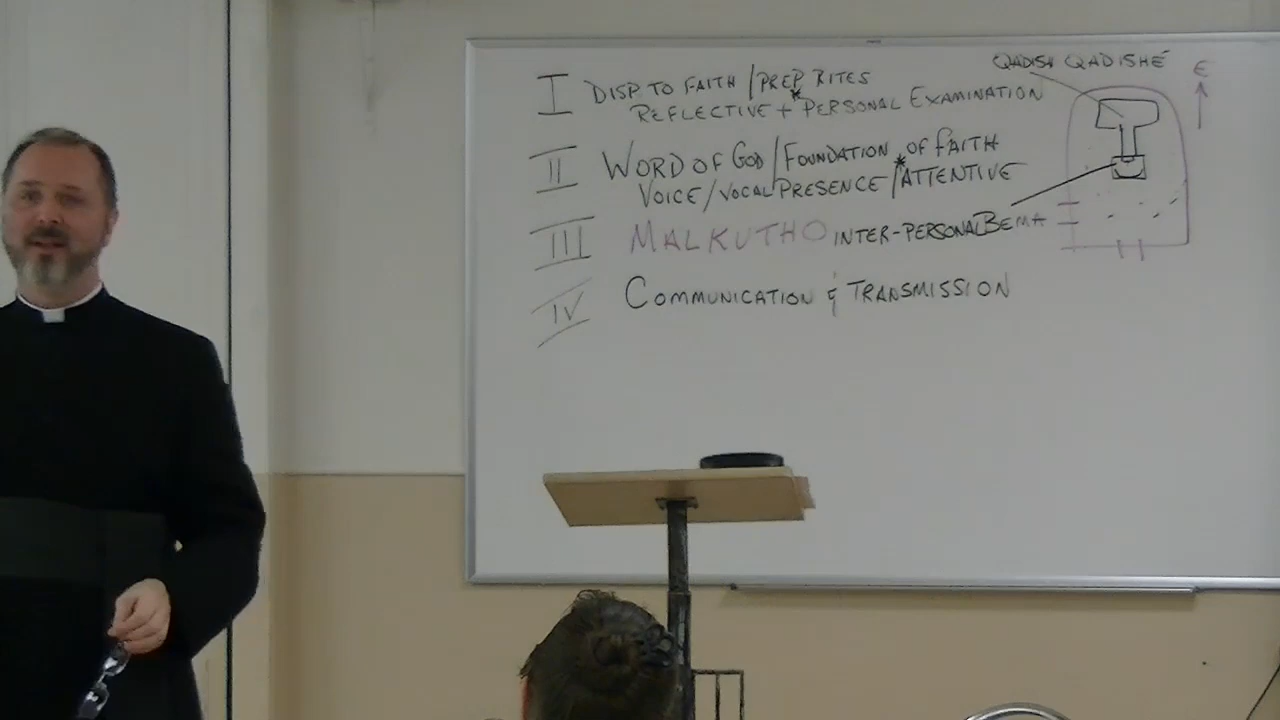 QADISH QADISHÉ
E
I DISP TO FAITH / PREP RITES
REFLECTIVE + * PERSONAL EXAMINATION
II WORD OF GOD / FOUNDATION OF FAITH
VOICE / VOCAL PRESENCE / * ATTENTIVE
III MALKUTHO INTER-PERSONAL BEMA
IV COMMUNICATION & TRANSMISSION